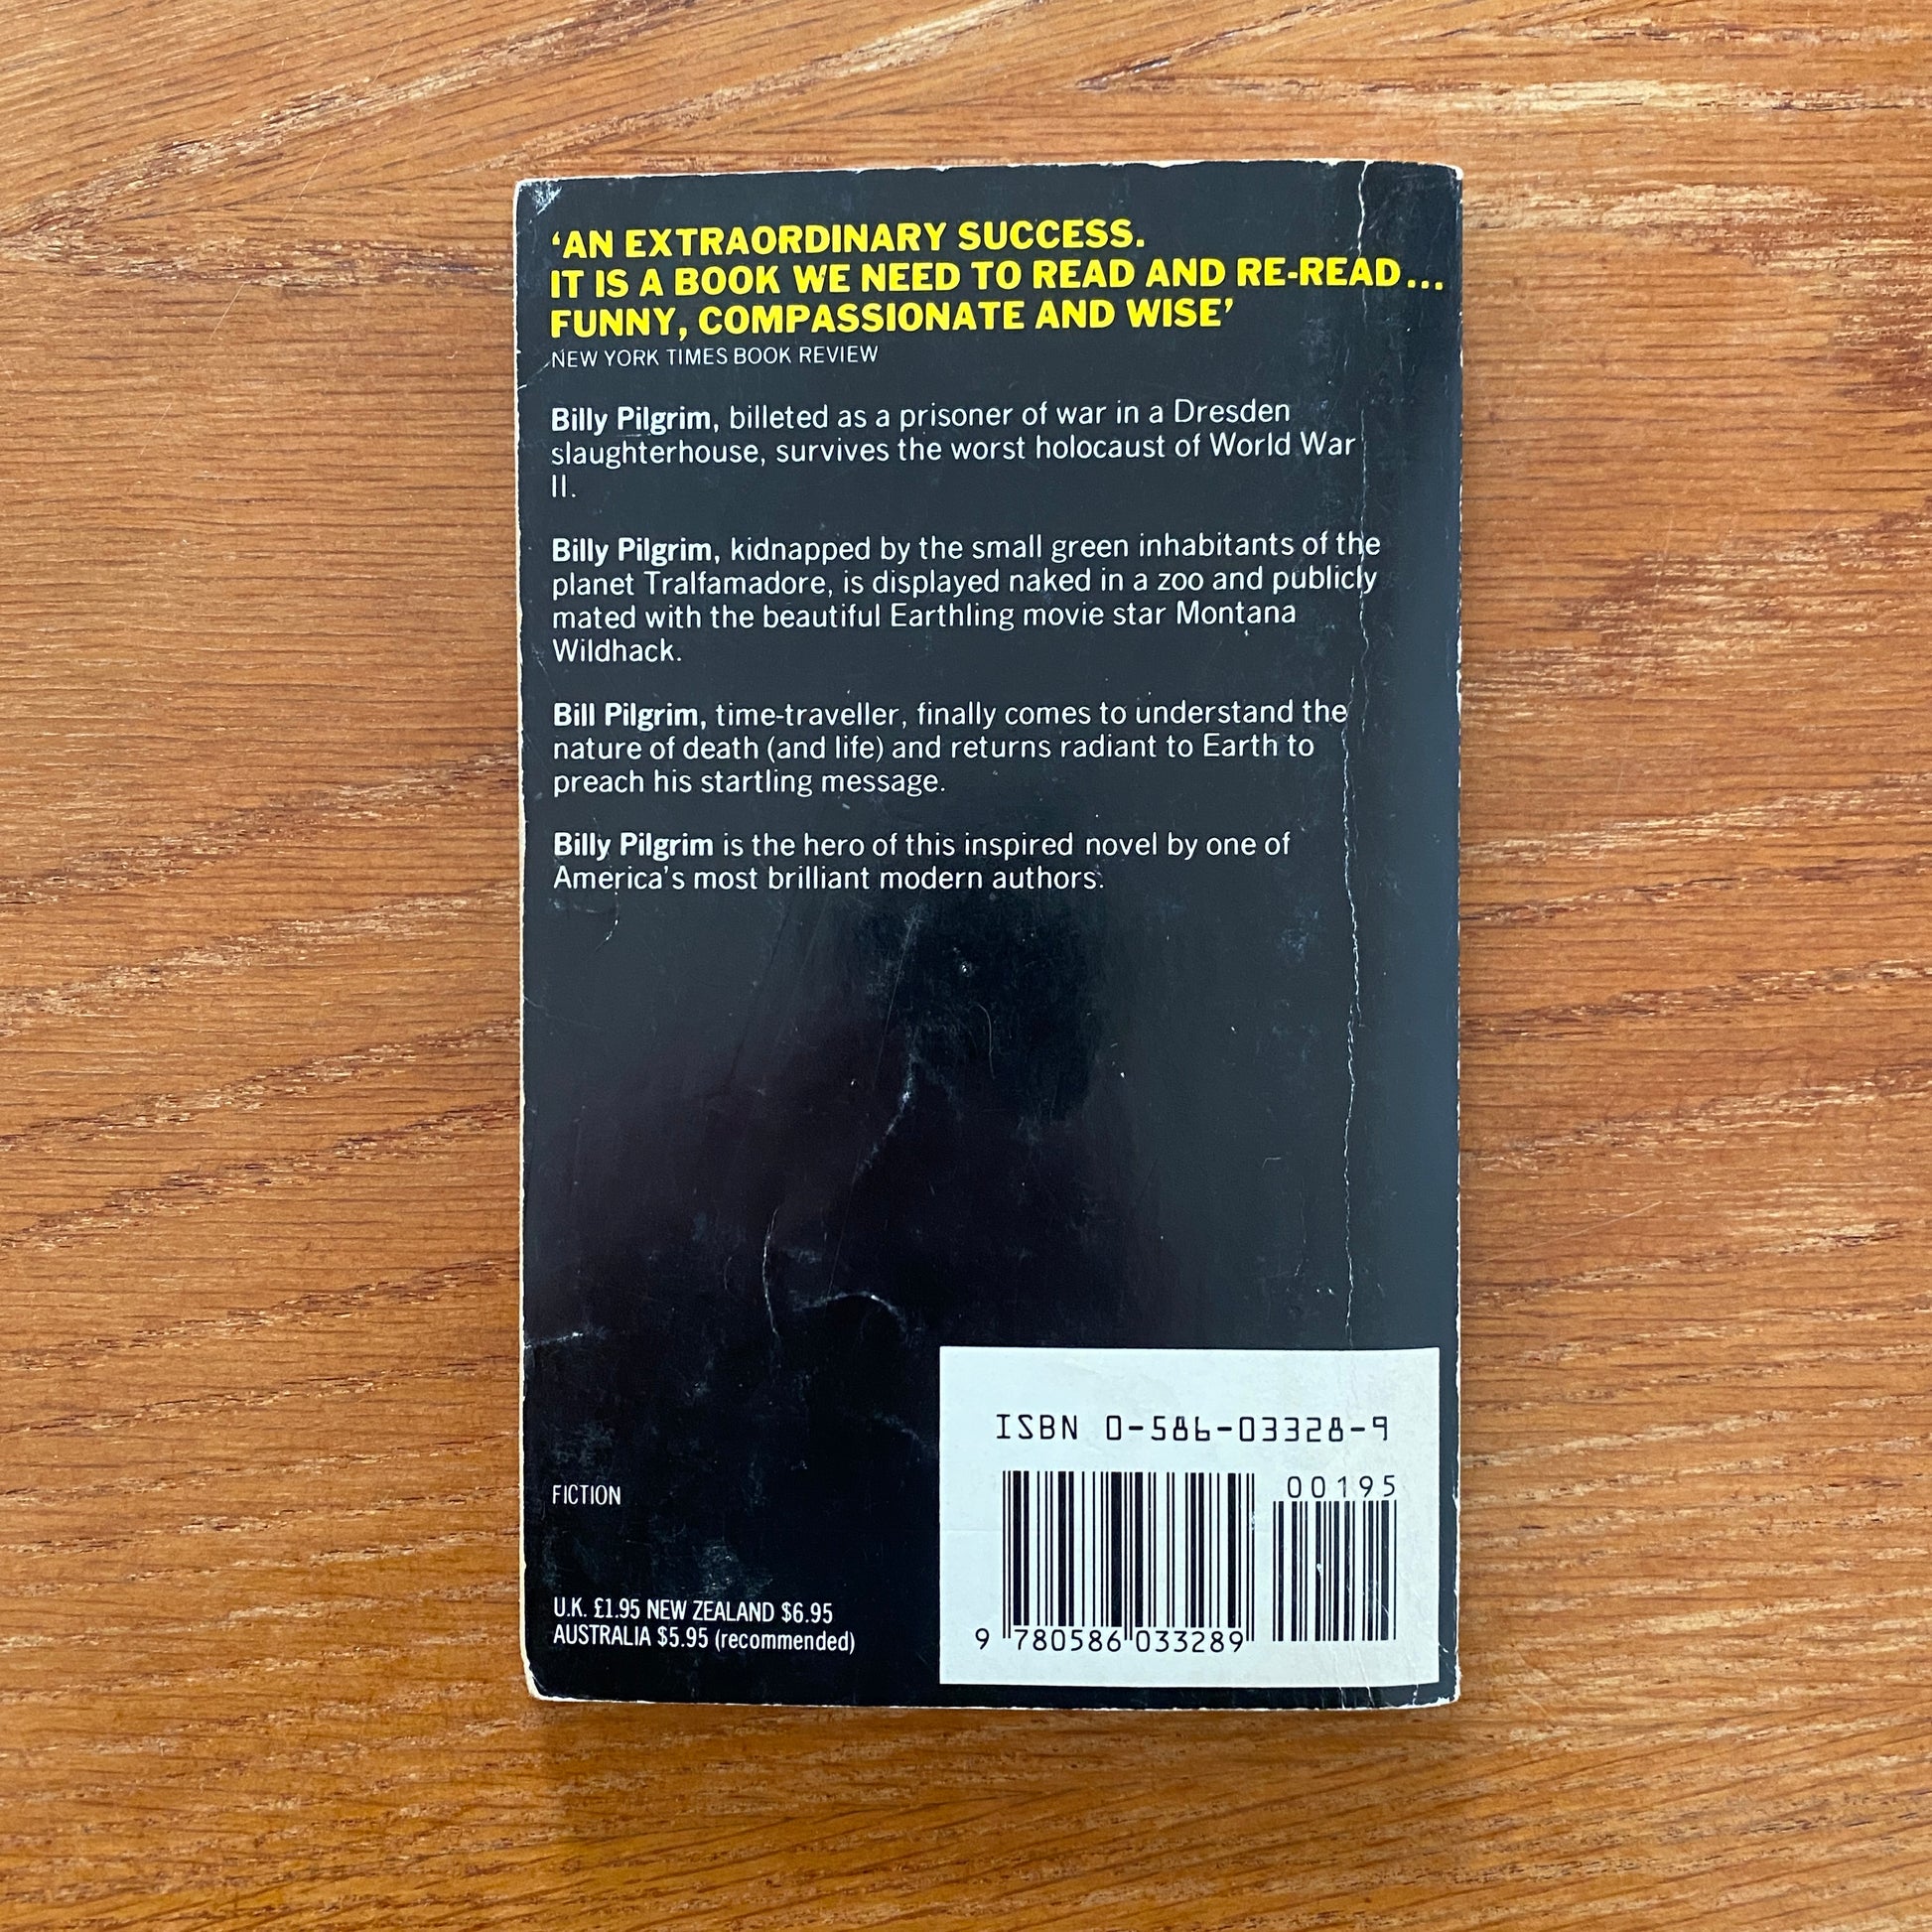 ‘AN EXTRAORDINARY SUCCESS.
IT IS A BOOK WE NEED TO READ AND RE-READ...
FUNNY, COMPASSIONATE AND WISE’
NEW YORK TIMES BOOK REVIEW
Billy Pilgrim, billeted as a prisoner of war in a Dresden
slaughterhouse, survives the worst holocaust of World War
II.
Billy Pilgrim, kidnapped by the small green inhabitants of the
planet Tralfamadore, is displayed naked in a zoo and publicly
mated with the beautiful Earthling movie star Montana
Wildhack.
Bill Pilgrim, time-traveller, finally comes to understand the
nature of death (and life) and returns radiant to Earth to
preach his startling message.
Billy Pilgrim is the hero of this inspired novel by one of
America's most brilliant modern authors.
ISBN 0-586-03328-9
00195
FICTION
U.K. £1.95 NEW ZEALAND $6.95
AUSTRALIA $5.95 (recommended)
9 780586 033289